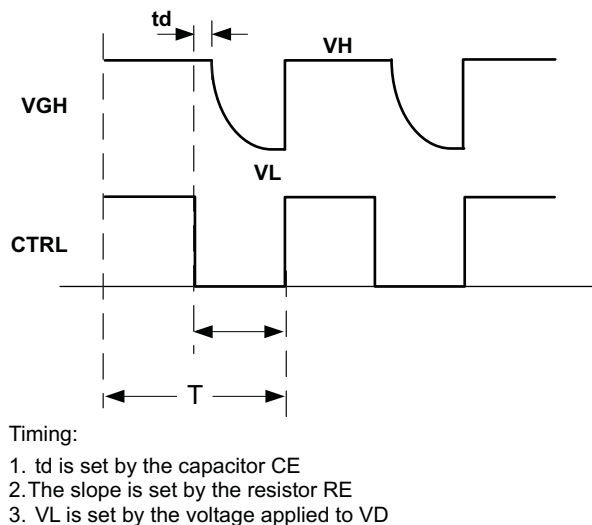 td
VH
VGH
VL
CTRL
T
Timing:
1. td is set by the capacitor CE
2.The slope is set by the resistor RE
3. VL is set by the voltage applied to VD